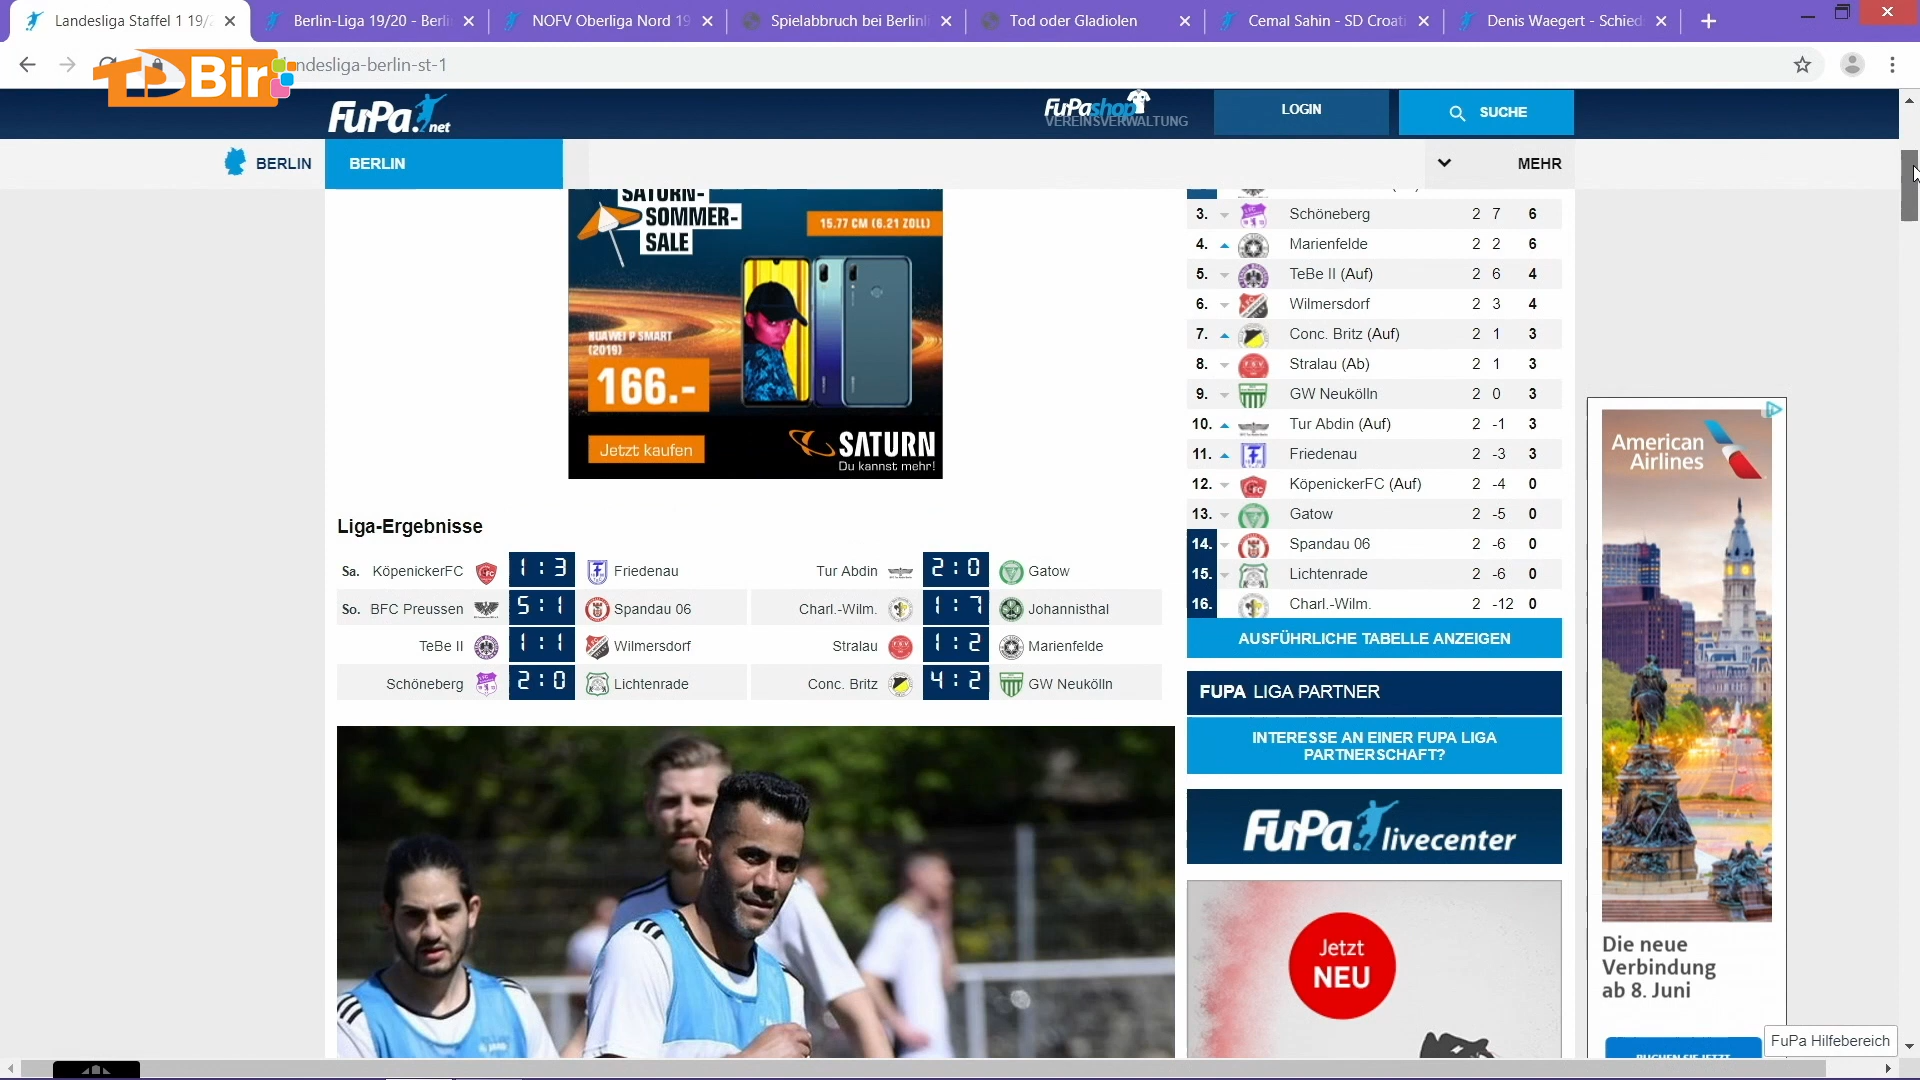 Landesliga Staffel 1 19/2
Berlin-Liga 19/20 - Berli
NOFV Oberliga Nord 19
Spielabbruch bei Berlinli
Tod oder Gladiolen
Cemal Sahin - SD Croati
Denis Waegert - Schied
ndesliga-berlin-st-1
TD Bir
FuPa.net
FuPashop
VEREINSVERWALTUNG
LOGIN
SUCHE
BERLIN
BERLIN
MEHR
SATURN-
SOMMER-
SALE
15.77 CM (6.21 ZOLL)
HUAWEI P SMART
(2019)
166.-
Jetzt kaufen
SATURN
Du kannst mehr!
3. Schöneberg 2 7 6
4. Marienfelde 2 2 6
5. TeBe II (Auf) 2 6 4
6. Wilmersdorf 2 3 4
7. Conc. Britz (Auf) 2 1 3
8. Stralau (Ab) 2 1 3
9. GW Neukölln 2 0 3
10. Tur Abdin (Auf) 2 -1 3
11. Friedenau 2 -3 3
12. KöpenickerFC (Auf) 2 -4 0
13. Gatow 2 -5 0
14. Spandau 06 2 -6 0
15. Lichtenrade 2 -6 0
16. Charl.-Wilm. 2 -12 0
AUSFÜHRLICHE TABELLE ANZEIGEN
Liga-Ergebnisse
Sa. KöpenickerFC 1 : 3 Friedenau Tur Abdin 2 : 0 Gatow
So. BFC Preussen 5 : 1 Spandau 06 Charl.-Wilm. 1 : 7 Johannisthal
TeBe II 1 : 1 Wilmersdorf Stralau 1 : 2 Marienfelde
Schöneberg 2 : 0 Lichtenrade Conc. Britz 4 : 2 GW Neukölln
FUPA LIGA PARTNER
INTERESSE AN EINER FUPA LIGA
PARTNERSCHAFT?
FuPa livecenter
Jetzt
NEU
American
Airlines
Die neue
Verbindung
ab 8. Juni
BUCHEN SIE JETZT
FuPa Hilfebereich